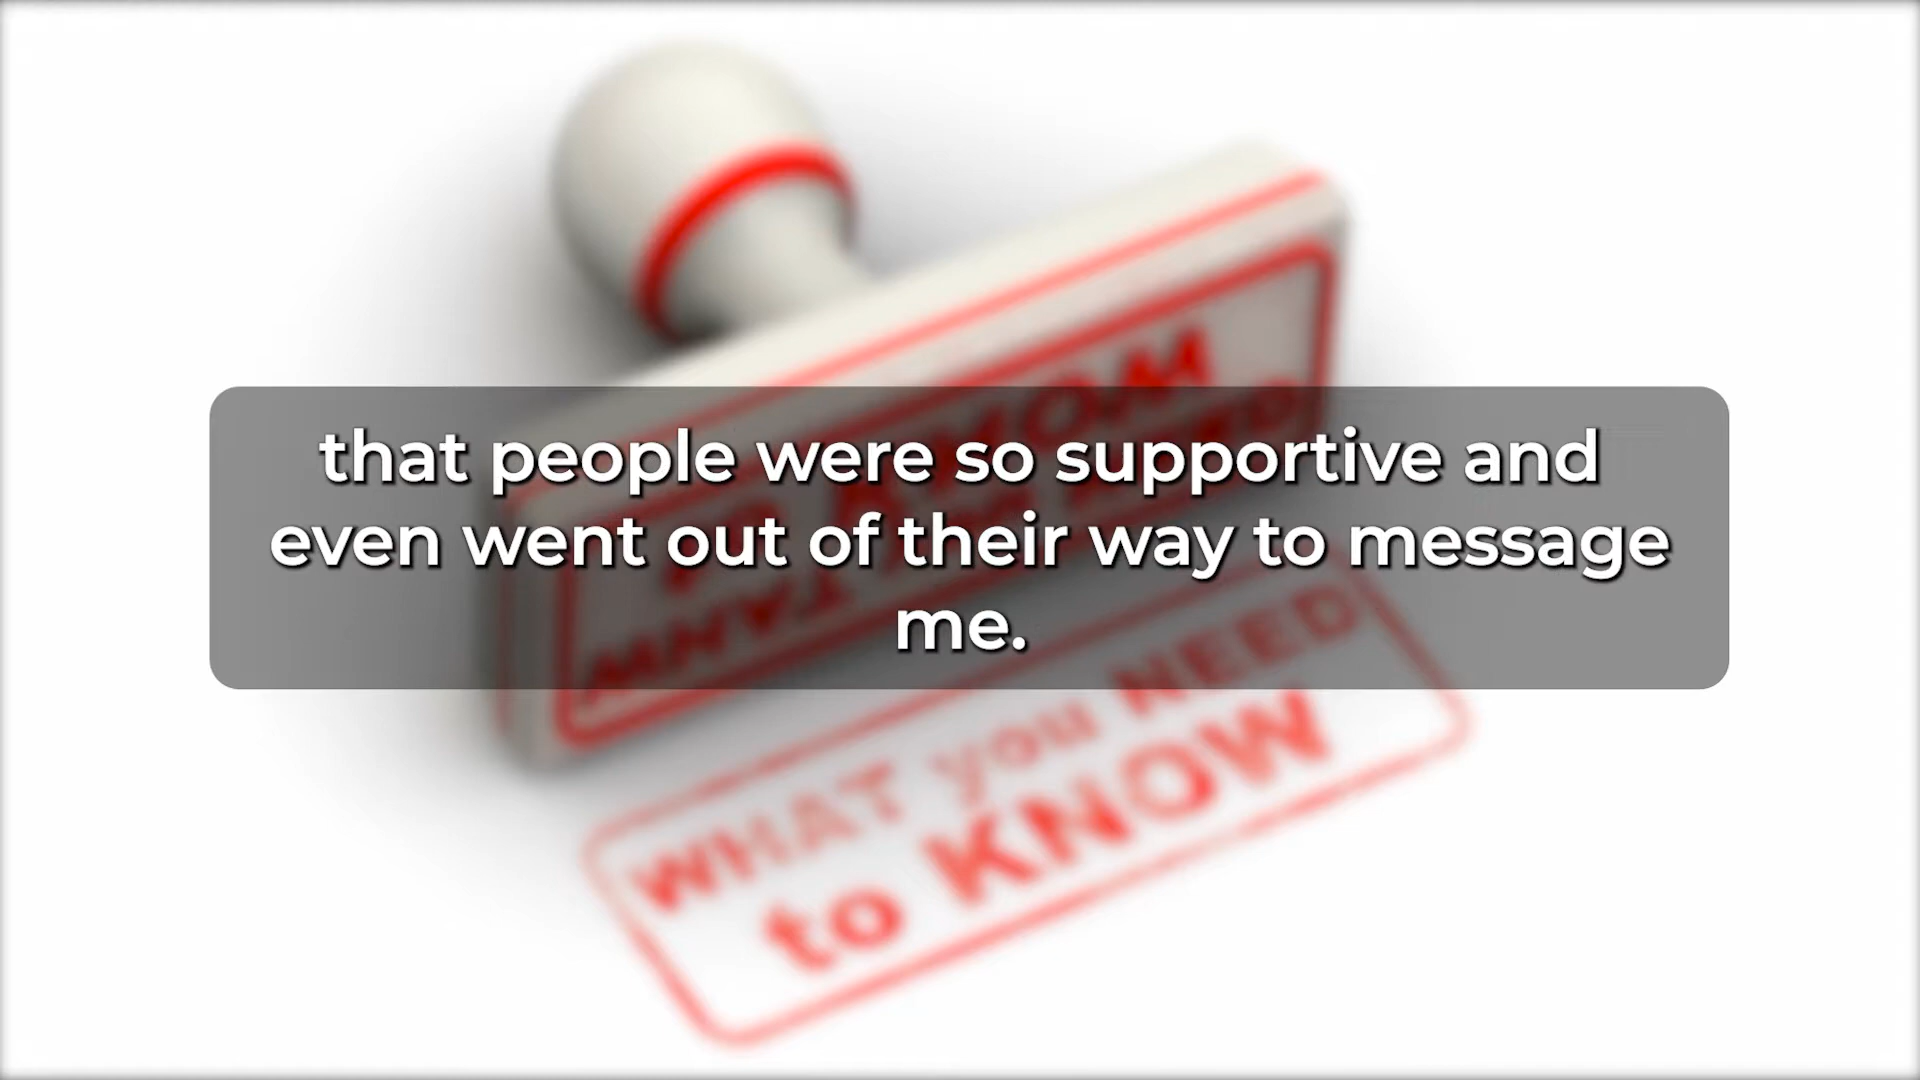 that people were so supportive and
even went out of their way to message
me.
WHAT you NEED
to KNOW